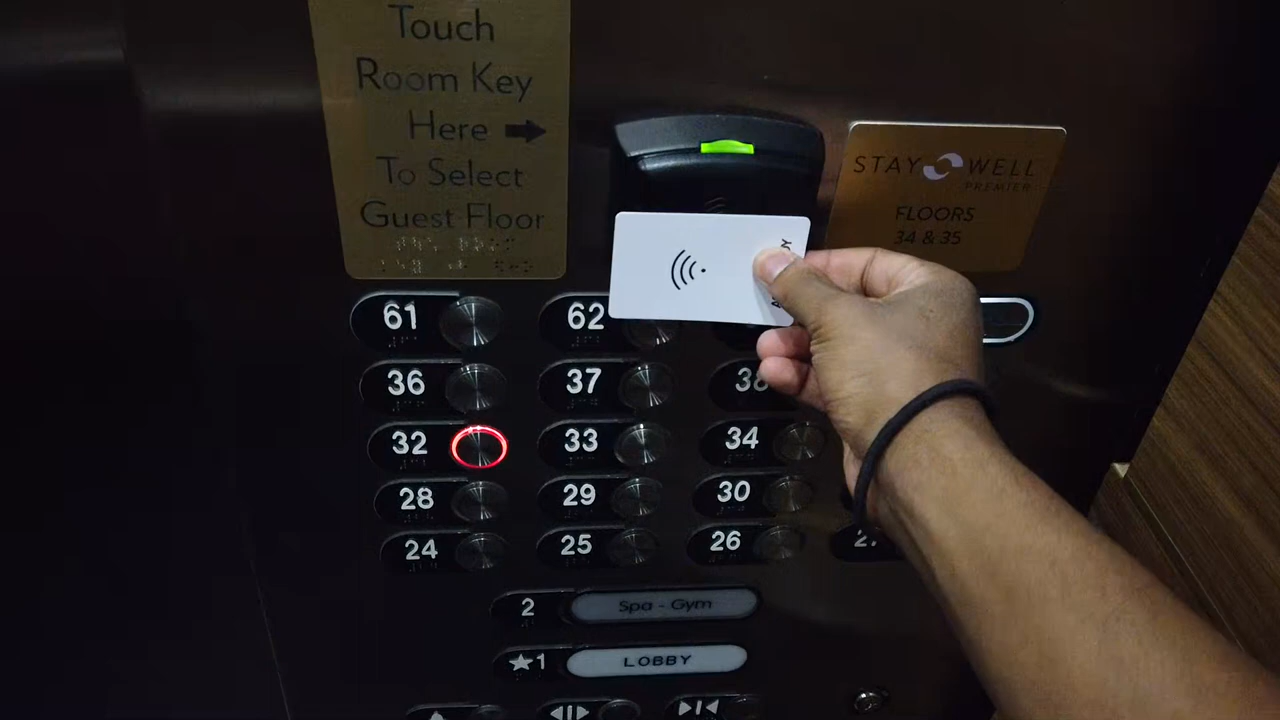 Touch
Room Key
Here →
To Select
Guest Floor
STAY WELL
PREMIER
FLOORS
34 & 35
61
62
36
37
38
32
33
34
28
29
30
24
25
26
2
Spa - Gym
★1
LOBBY